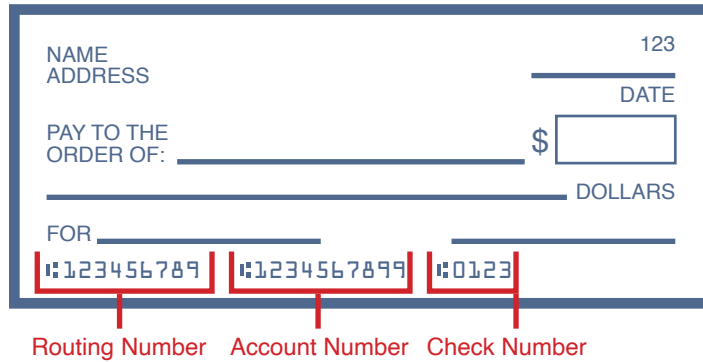 NAME
ADDRESS
123
DATE
PAY TO THE
ORDER OF:
$
DOLLARS
FOR
⑆123456789 ⑆12345678999 ⑆0123
Routing Number Account Number Check Number